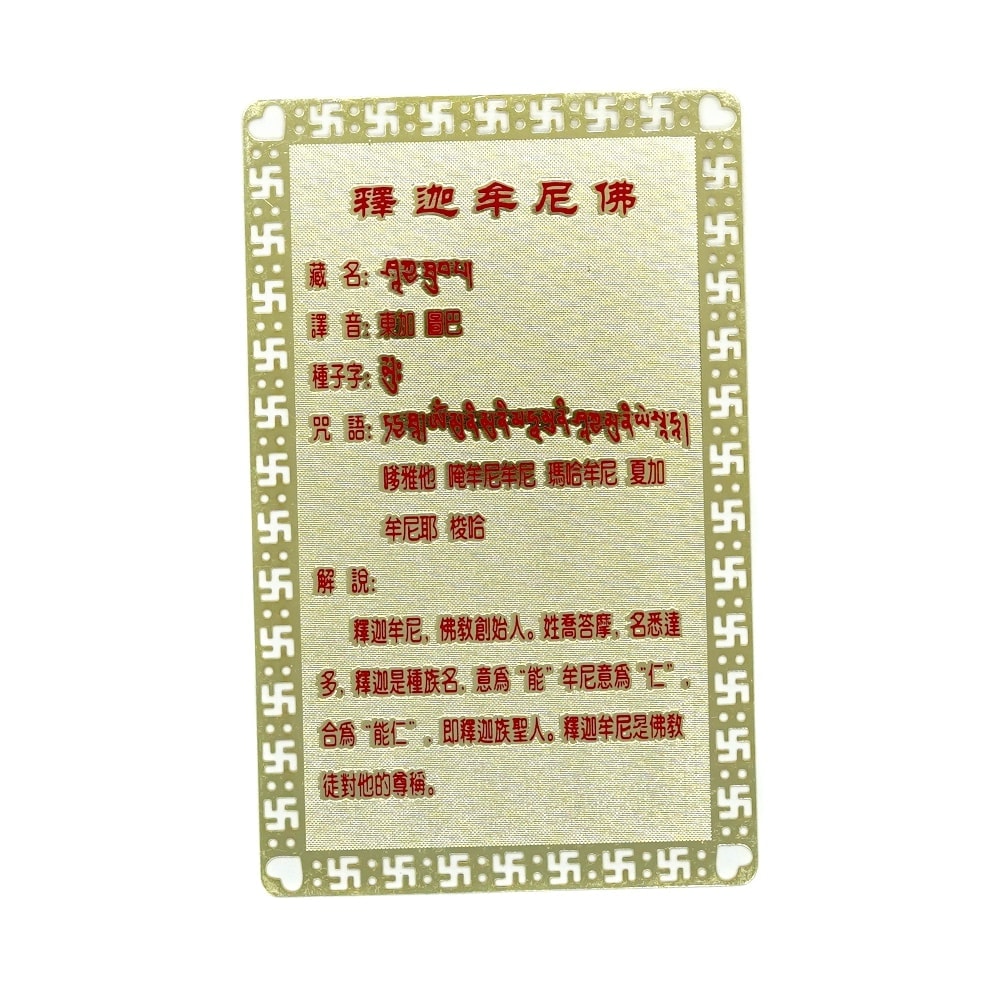 釋迦牟尼佛
藏 名:
譯 音: 東迦 圖巴
種子字:
咒 語:
爹雅他 唵牟尼牟尼 瑪哈牟尼 夏加
牟尼耶 梭哈
解 說:
釋迦牟尼, 佛教創始人。姓喬答摩, 名悉達
多, 釋迦是種族名, 意為“能” 牟尼意為“仁”,
合為“能仁”, 即釋迦族聖人。釋迦牟尼是佛教
徒對他的尊稱。